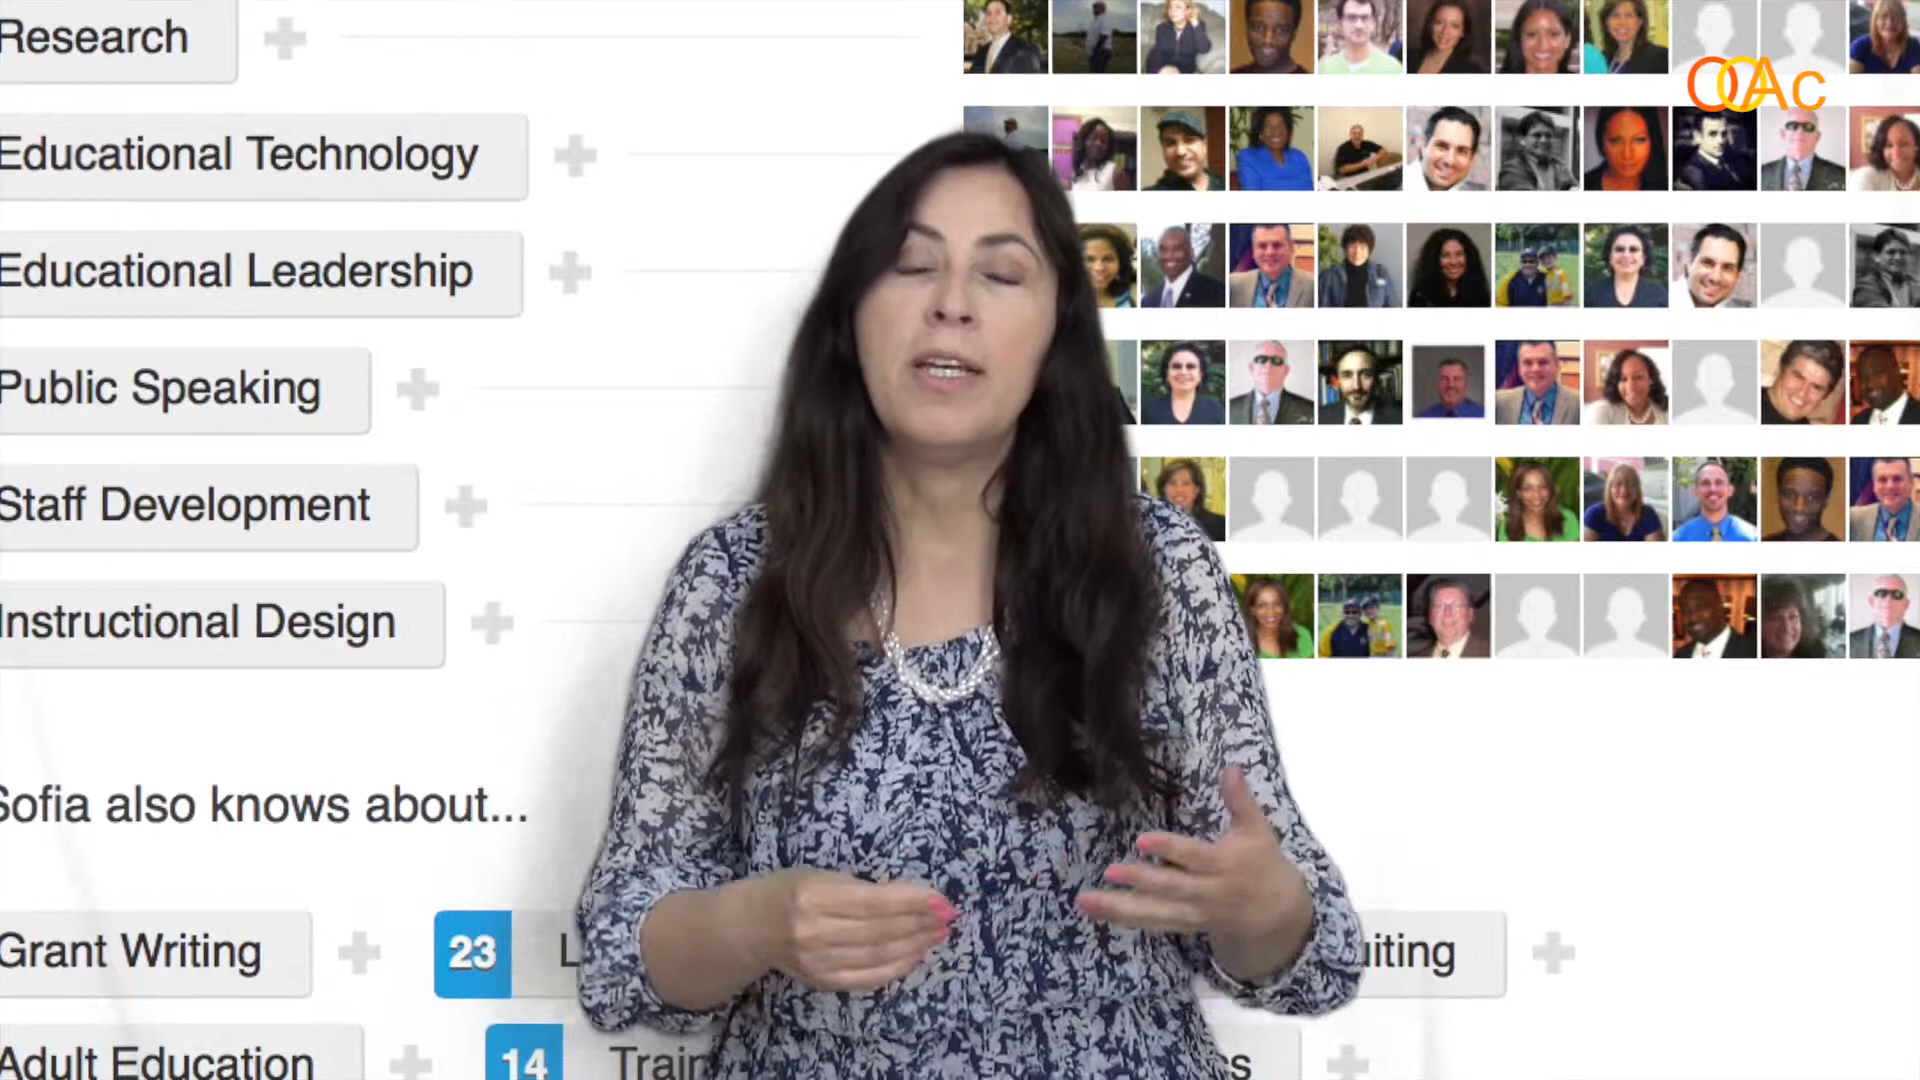 Research
OOAc
Educational Technology
Educational Leadership
Public Speaking
Staff Development
Instructional Design
Sofia also knows about...
Grant Writing
23
Adult Education
14